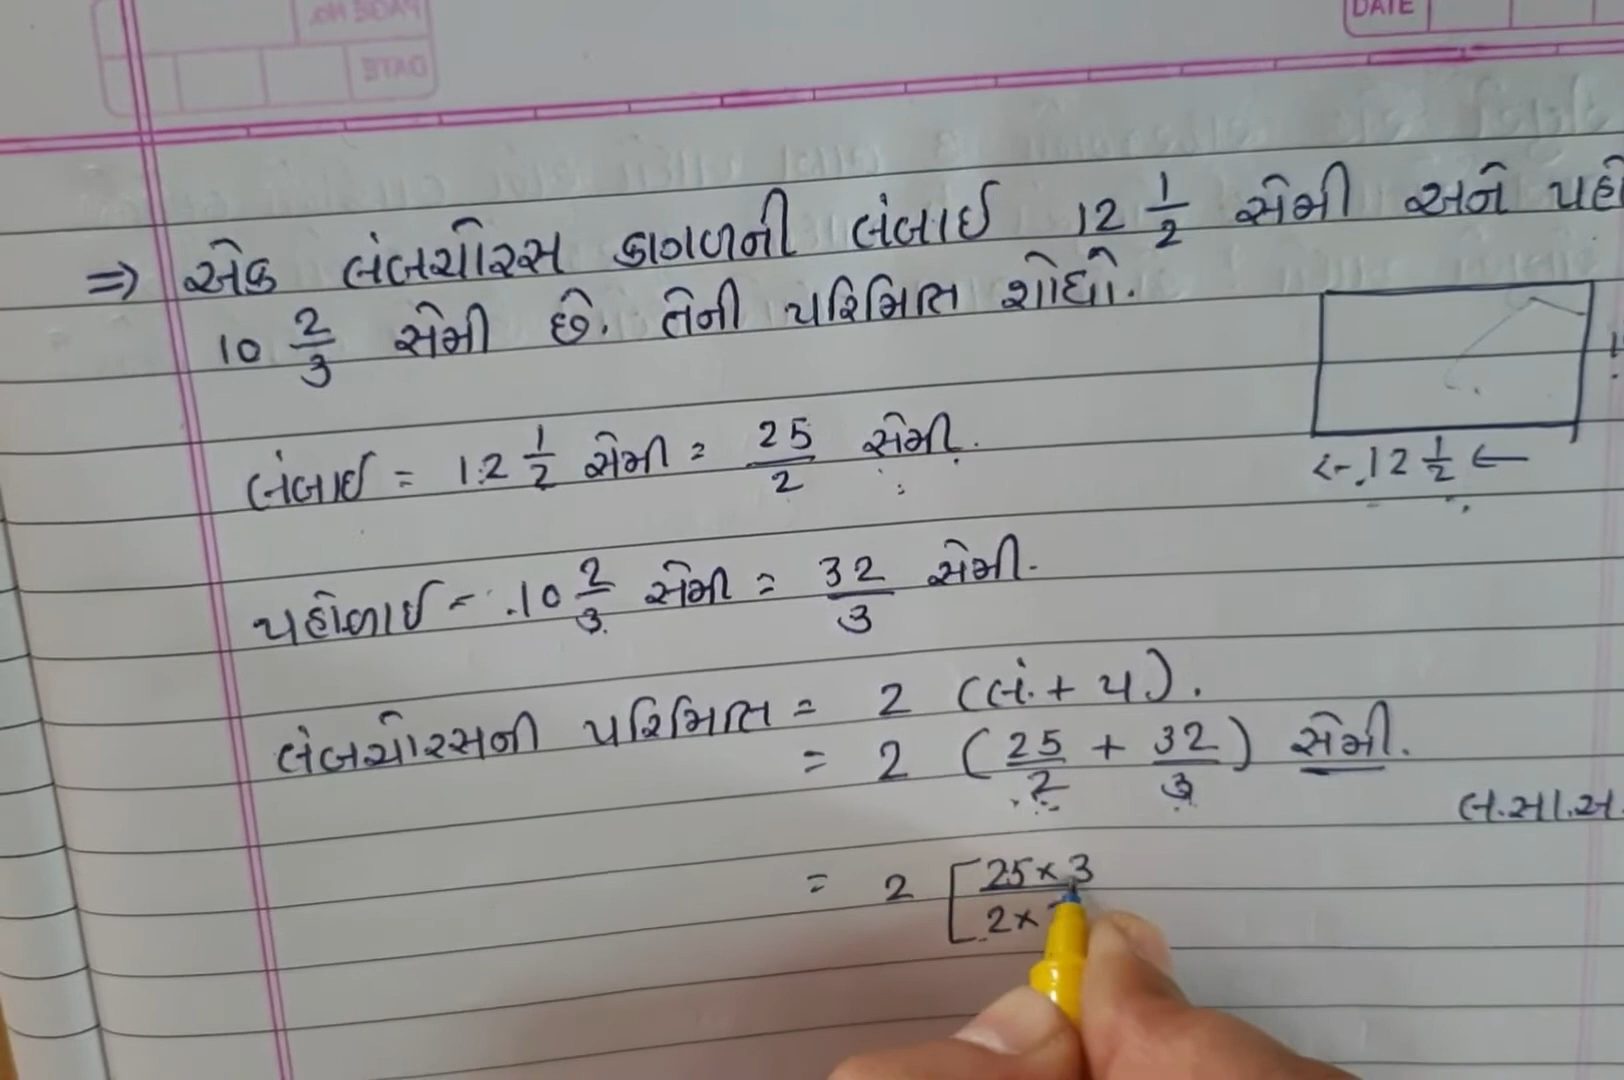 DATE
⇒ એક લંબચોરસ કાગળની લંબાઈ 12 1/2 સેમી અને
10 2/3 સેમી છે. તેની પરિમિતિ શોધો.
લંબાઈ = 12 1/2 સેમી = 25/2 સેમી.
← 12 1/2 ←
પહોળાઈ = 10 2/3 સેમી = 32/3 સેમી.
લંબચોરસની પરિમિતિ = 2 (લં. + પ).
= 2 (25/2 + 32/3) સેમી.
લ.સા.અ.
= 2 [25×3 / 2×